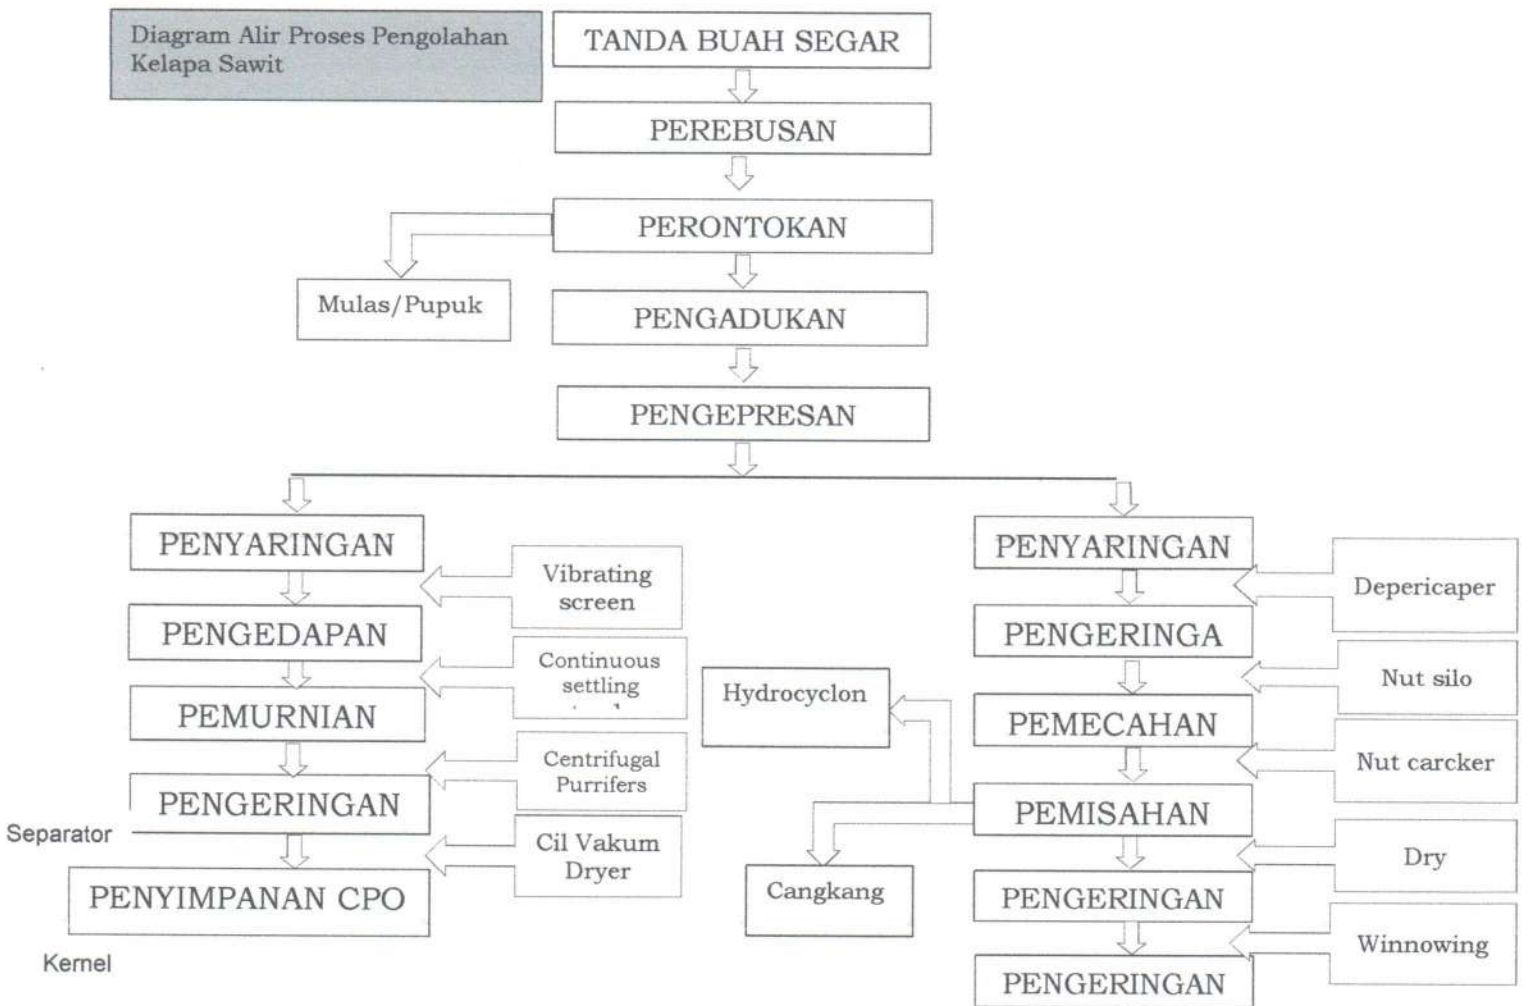 Diagram Alir Proses Pengolahan
Kelapa Sawit
TANDA BUAH SEGAR
PEREBUSAN
PERONTOKAN
Mulas/Pupuk
PENGADUKAN
PENGEPRESAN
PENYARINGAN
Vibrating
screen
PENGEDAPAN
Continuous
settling
PEMURNIAN
Centrifugal
Purrifers
PENGERINGAN
Separator
Cil Vakum
Dryer
PENYIMPANAN CPO
Kernel
PENYARINGAN
Depericaper
PENGERINGA
Nut silo
Hydrocyclon
PEMECAHAN
Nut carcker
PEMISAHAN
Dry
Cangkang
PENGERINGAN
Winnowing
PENGERINGAN